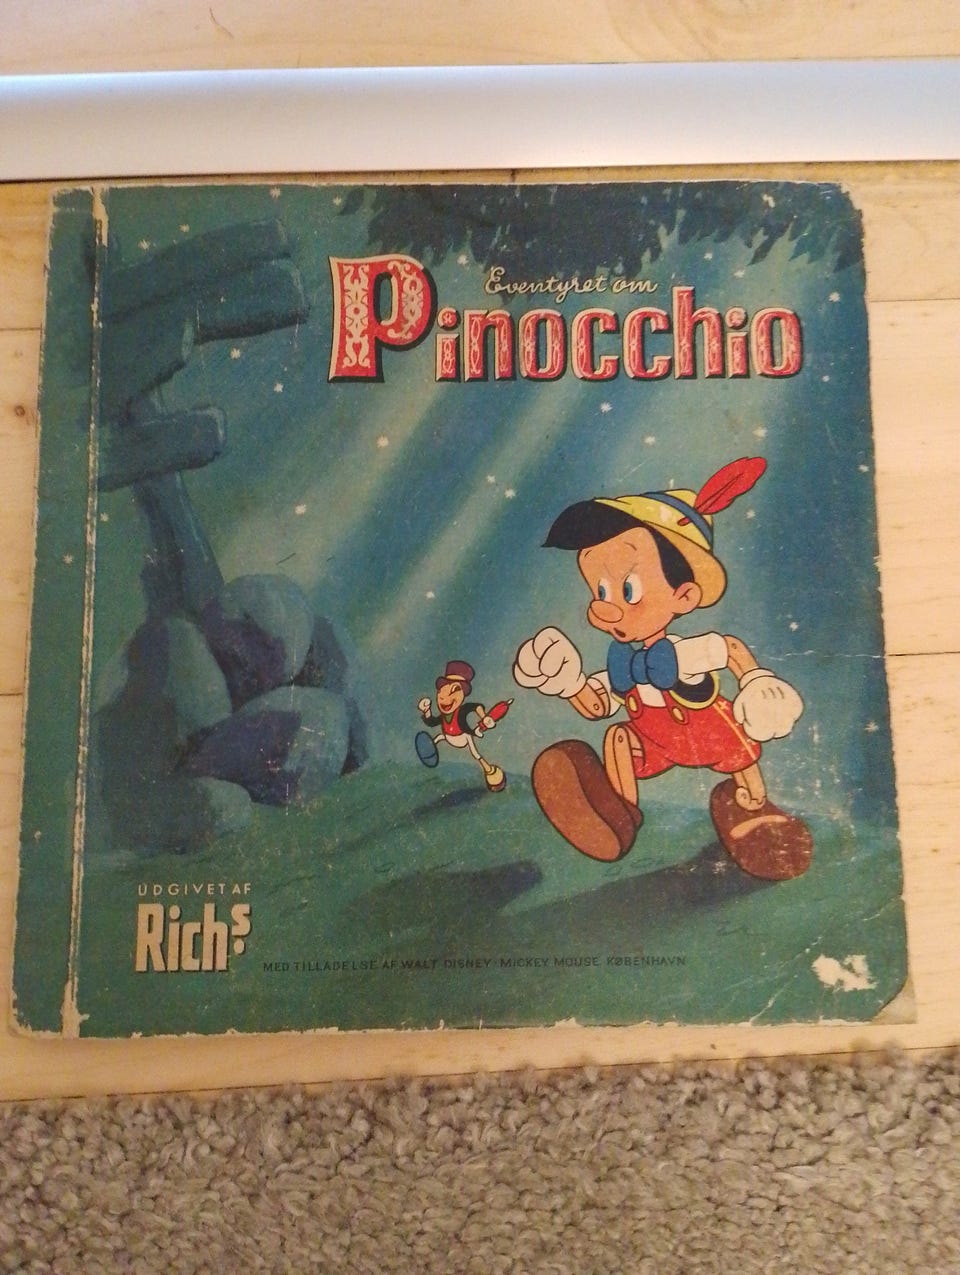 Eventyret om
Pinocchio
UDGIVET AF
Richs
MED TILLADELSE AF WALT DISNEY - MICKEY MOUSE KØBENHAVN